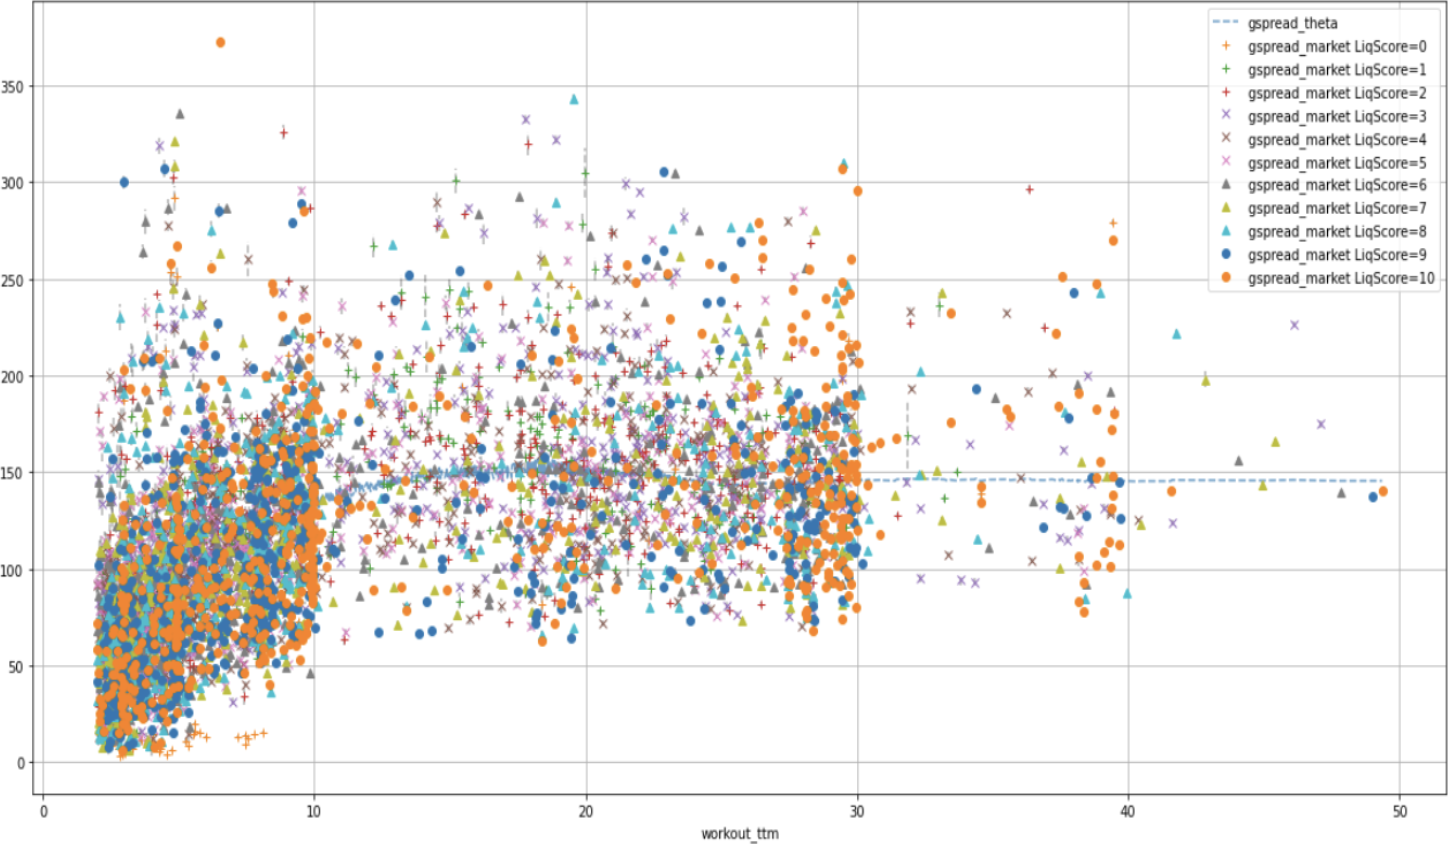 350
300
250
200
150
100
50
0
0 10 20 30 40 50
workout_ttm
gspread_theta
gspread_market LiqScore=0
gspread_market LiqScore=1
gspread_market LiqScore=2
gspread_market LiqScore=3
gspread_market LiqScore=4
gspread_market LiqScore=5
gspread_market LiqScore=6
gspread_market LiqScore=7
gspread_market LiqScore=8
gspread_market LiqScore=9
gspread_market LiqScore=10